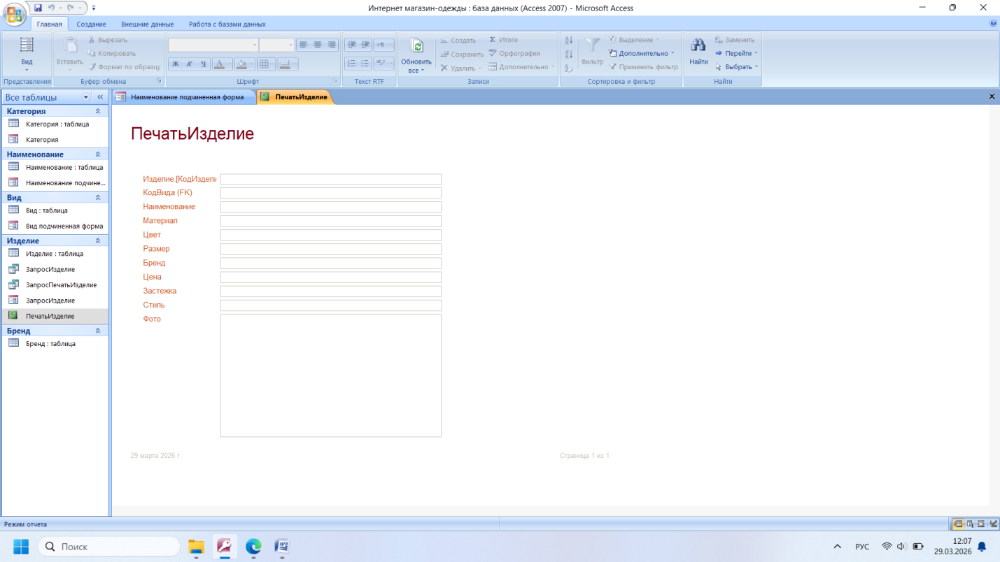 Интернет магазин-одежды : база данных (Access 2007) - Microsoft Access
Главная Создание Внешние данные Работа с базами данных
Вид
Представления
Вставить
Вырезать
Копировать
Формат по образцу
Буфер обмена
Ж К Ч
Шрифт
Текст RTF
Обновить все
Создать
Сохранить
Удалить
Итоги
Орфография
Дополнительно
Записи
Фильтр
Выделение
Дополнительно
Применить фильтр
Сортировка и фильтр
Найти
Заменить
Перейти
Выбрать
Найти
Все таблицы
Категория
Категория : таблица
Категория
Наименование
Наименование : таблица
Наименование подчине...
Вид
Вид : таблица
Вид подчиненная форма
Изделие
Изделие : таблица
ЗапросИзделие
ЗапросПечатьИзделие
ЗапросИзделие
ПечатьИзделие
Бренд
Бренд : таблица
Наименование подчиненная форма ПечатьИзделие
ПечатьИзделие
Изделие.[КодИздели
КодВида (FK)
Наименование
Материал
Цвет
Размер
Бренд
Цена
Застежка
Стиль
Фото
29 марта 2026 г. Страница 1 из 1
Режим отчета
Поиск
РУС
12:07
29.03.2026